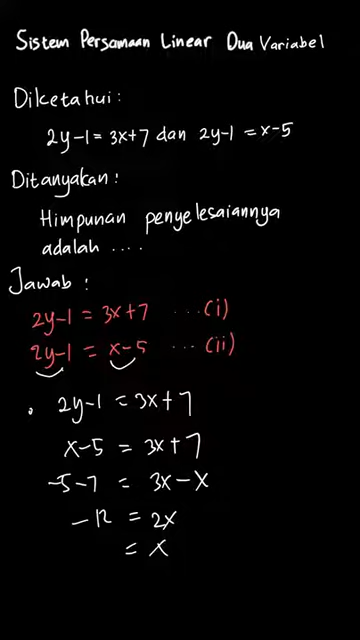 Sistem Persamaan Linear Dua Variabel
Diketahui :
2y-1 = 3x+7 dan 2y-1 = x-5
Ditanyakan :
Himpunan penyelesaiannya
adalah ....
Jawab :
2y-1 = 3x+7 ...(i)
2y-1 = x-5 ...(ii)
. 2y-1 = 3x+7
x-5 = 3x+7
-5-7 = 3x-x
-12 = 2x
= x